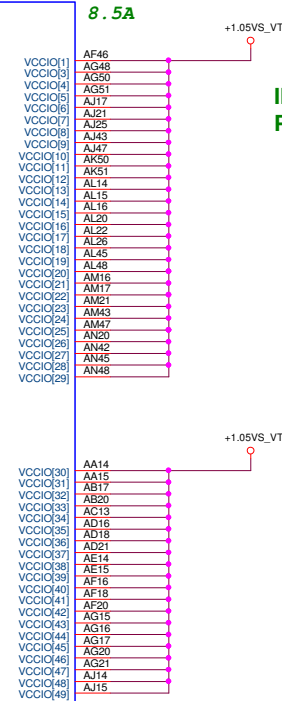 8.5A
+1.05VS_VT
VCCIO[1] AF46
VCCIO[3] AG48
VCCIO[4] AG50
VCCIO[5] AG51
VCCIO[6] AJ17
VCCIO[7] AJ21
VCCIO[8] AJ25
VCCIO[9] AJ43
VCCIO[10] AJ47
VCCIO[11] AK50
VCCIO[12] AK51
VCCIO[13] AL14
VCCIO[14] AL15
VCCIO[15] AL16
VCCIO[16] AL20
VCCIO[17] AL22
VCCIO[18] AL26
VCCIO[19] AL45
VCCIO[20] AL48
VCCIO[21] AM16
VCCIO[22] AM17
VCCIO[23] AM21
VCCIO[24] AM43
VCCIO[25] AM47
VCCIO[26] AN20
VCCIO[27] AN42
VCCIO[28] AN45
VCCIO[29] AN48
+1.05VS_VT
VCCIO[30] AA14
VCCIO[31] AA15
VCCIO[32] AB17
VCCIO[33] AB20
VCCIO[34] AC13
VCCIO[35] AD16
VCCIO[36] AD18
VCCIO[37] AD21
VCCIO[38] AE14
VCCIO[39] AE15
VCCIO[40] AF16
VCCIO[41] AF18
VCCIO[42] AF20
VCCIO[43] AG15
VCCIO[44] AG16
VCCIO[45] AG17
VCCIO[46] AG20
VCCIO[47] AG21
VCCIO[48] AJ14
VCCIO[49] AJ15